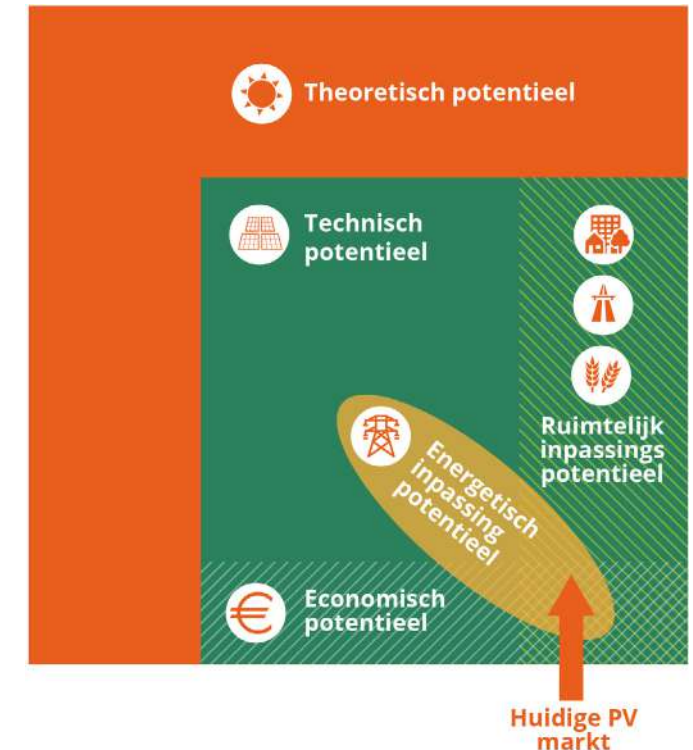 Theoretisch potentieel
Technisch
potentieel
Ruimtelijk
inpassings
potentieel
Energetisch
inpassing
potentieel
Economisch
potentieel
Huidige PV
markt